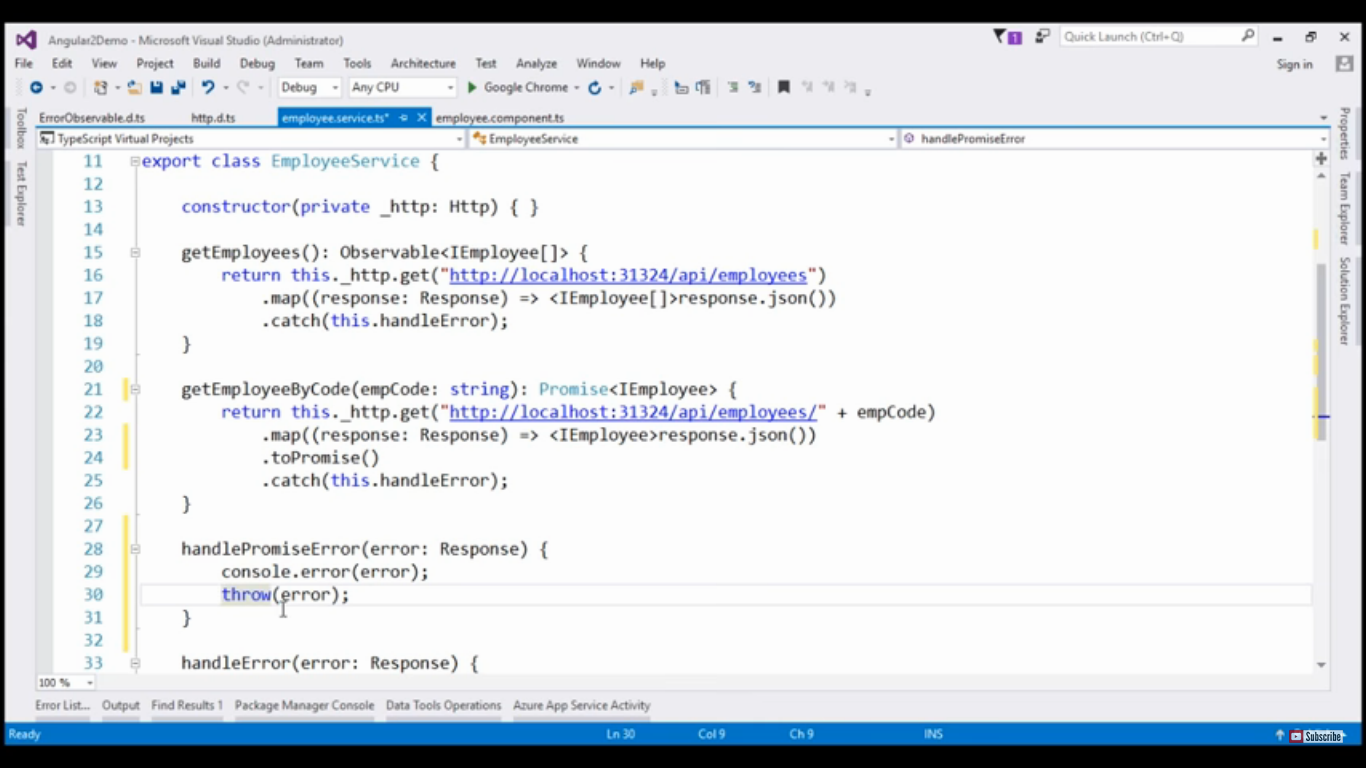 Angular2Demo - Microsoft Visual Studio (Administrator)
1
Quick Launch (Ctrl+Q)
File Edit View Project Build Debug Team Tools Architecture Test Analyze Window Help
Sign in
Debug Any CPU Google Chrome
ErrorObservable.d.ts http.d.ts employee.service.ts* employee.component.ts
TypeScript Virtual Projects EmployeeService handlePromiseError
Toolbox
Test Explorer
Properties
Team Explorer
Solution Explorer
11 export class EmployeeService {
12
13 constructor(private _http: Http) { }
14
15 getEmployees(): Observable<IEmployee[]> {
16 return this._http.get("http://localhost:31324/api/employees")
17 .map((response: Response) => <IEmployee[]>response.json())
18 .catch(this.handleError);
19 }
20
21 getEmployeeByCode(empCode: string): Promise<IEmployee> {
22 return this._http.get("http://localhost:31324/api/employees/" + empCode)
23 .map((response: Response) => <IEmployee>response.json())
24 .toPromise()
25 .catch(this.handleError);
26 }
27
28 handlePromiseError(error: Response) {
29 console.error(error);
30 throw(error);
31 }
32
33 handleError(error: Response) {
100 %
Error List... Output Find Results 1 Package Manager Console Data Tools Operations Azure App Service Activity
Ready Ln 30 Col 9 Ch 9 INS Subscribe